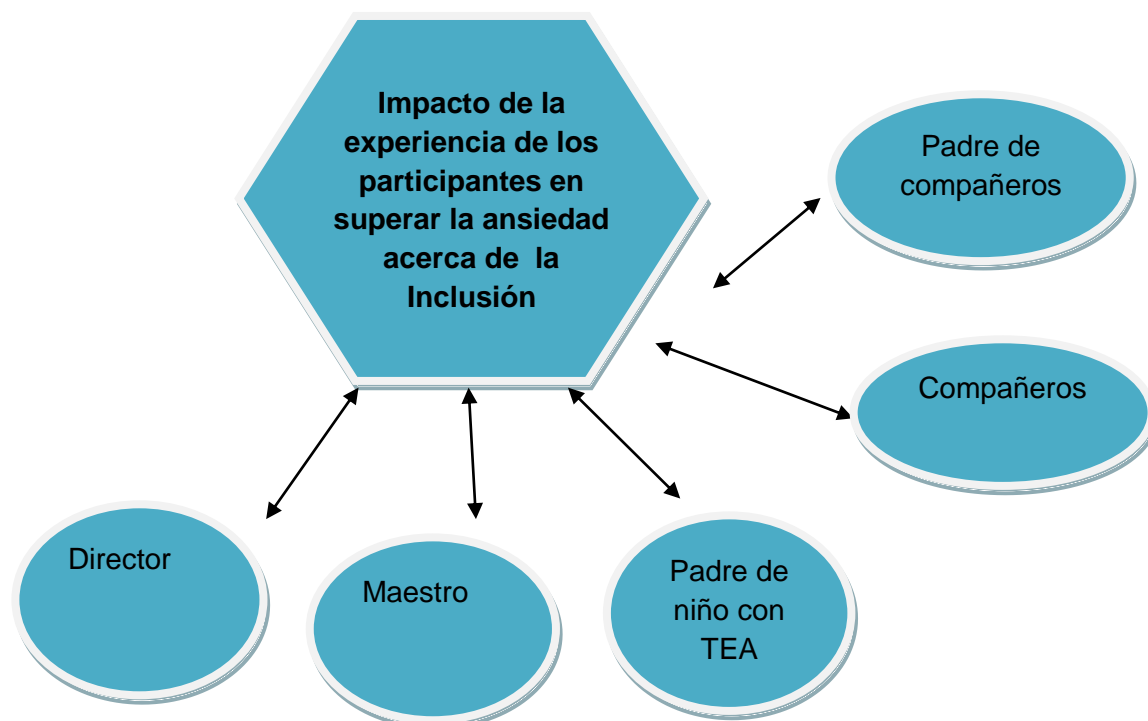 Impacto de la
experiencia de los
participantes en
superar la ansiedad
acerca de  la
Inclusión
Padre de
compañeros
Compañeros
Director
Maestro
Padre de
niño con
TEA